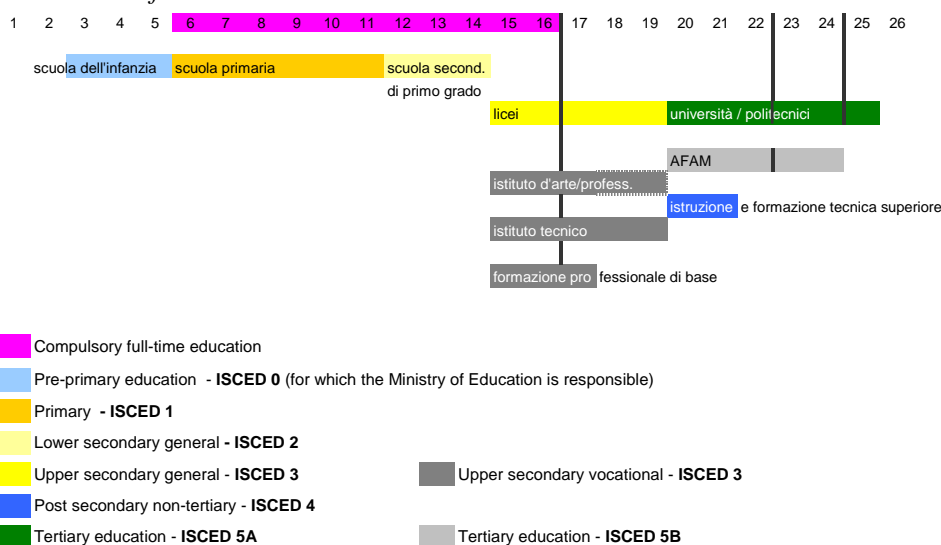 1 2 3 4 5 6 7 8 9 10 11 12 13 14 15 16 17 18 19 20 21 22 23 24 25 26
scuola dell'infanzia scuola primaria scuola second.
di primo grado
licei università / politecnici
AFAM
istituto d'arte/profess.
istruzione e formazione tecnica superiore
istituto tecnico
formazione pro fessionale di base
Compulsory full-time education
Pre-primary education - ISCED 0 (for which the Ministry of Education is responsible)
Primary - ISCED 1
Lower secondary general - ISCED 2
Upper secondary general - ISCED 3 Upper secondary vocational - ISCED 3
Post secondary non-tertiary - ISCED 4
Tertiary education - ISCED 5A Tertiary education - ISCED 5B